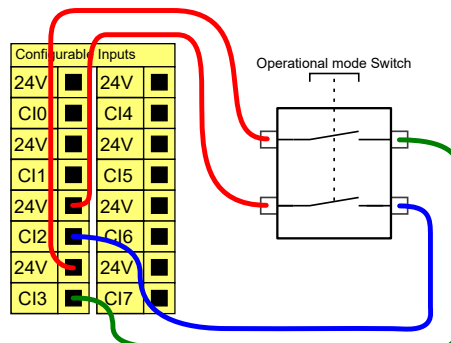 Configurable Inputs
Operational mode Switch
24V 24V
CI0 CI4
24V 24V
CI1 CI5
24V 24V
CI2 CI6
24V 24V
CI3 CI7